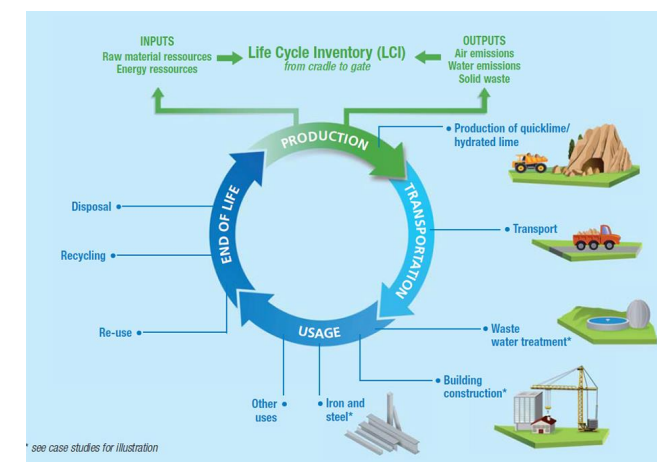 INPUTS
Raw material ressources
Energy ressources
Life Cycle Inventory (LCI)
from cradle to gate
OUTPUTS
Air emissions
Water emissions
Solid waste
PRODUCTION
• Production of quicklime/
hydrated lime
TRANSPORTATION
• Transport
USAGE
• Waste
water treatment*
• Building
construction*
• Iron and
steel*
Other •
uses
END OF LIFE
Disposal •
Recycling •
Re-use •
* see case studies for illustration